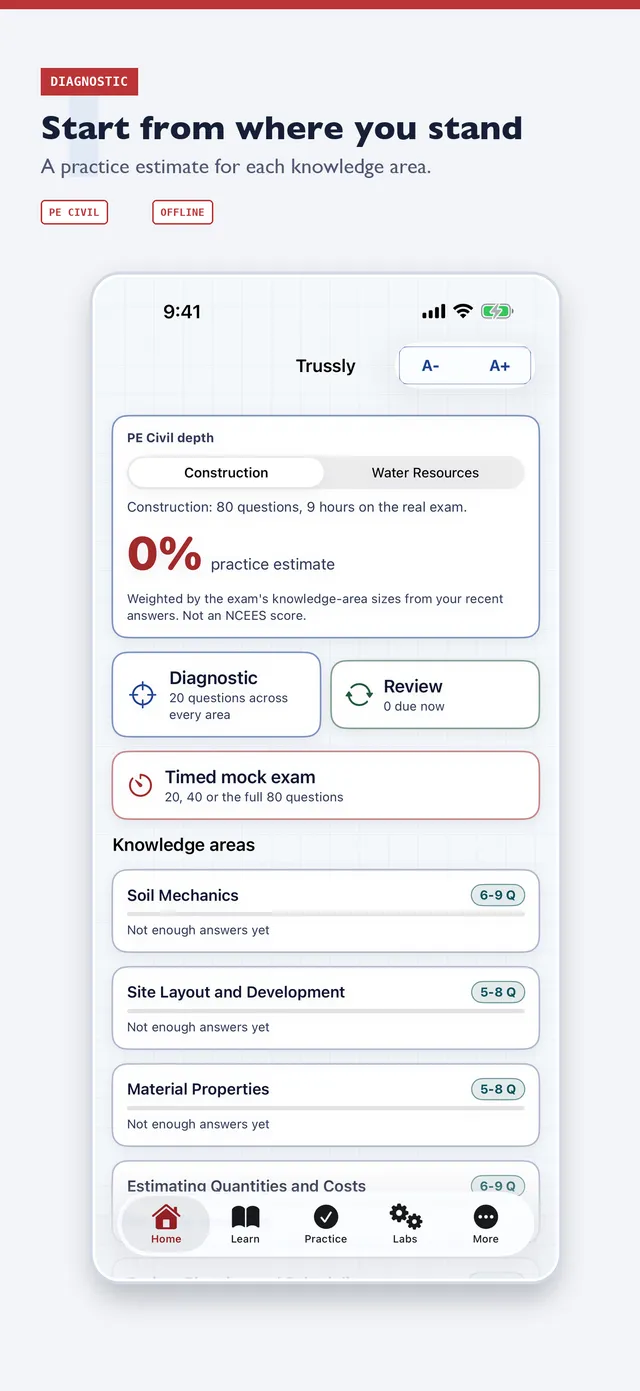 DIAGNOSTIC
Start from where you stand
A practice estimate for each knowledge area.
PE CIVIL
OFFLINE
9:41
Trussly
A-
A+
PE Civil depth
Construction
Water Resources
Construction: 80 questions, 9 hours on the real exam.
0% practice estimate
Weighted by the exam's knowledge-area sizes from your recent
answers. Not an NCEES score.
Diagnostic
20 questions across
every area
Review
0 due now
Timed mock exam
20, 40 or the full 80 questions
Knowledge areas
Soil Mechanics
6-9 Q
Not enough answers yet
Site Layout and Development
5-8 Q
Not enough answers yet
Material Properties
5-8 Q
Not enough answers yet
Estimating Quantities and Costs
6-9 Q
Home
Learn
Practice
Labs
More